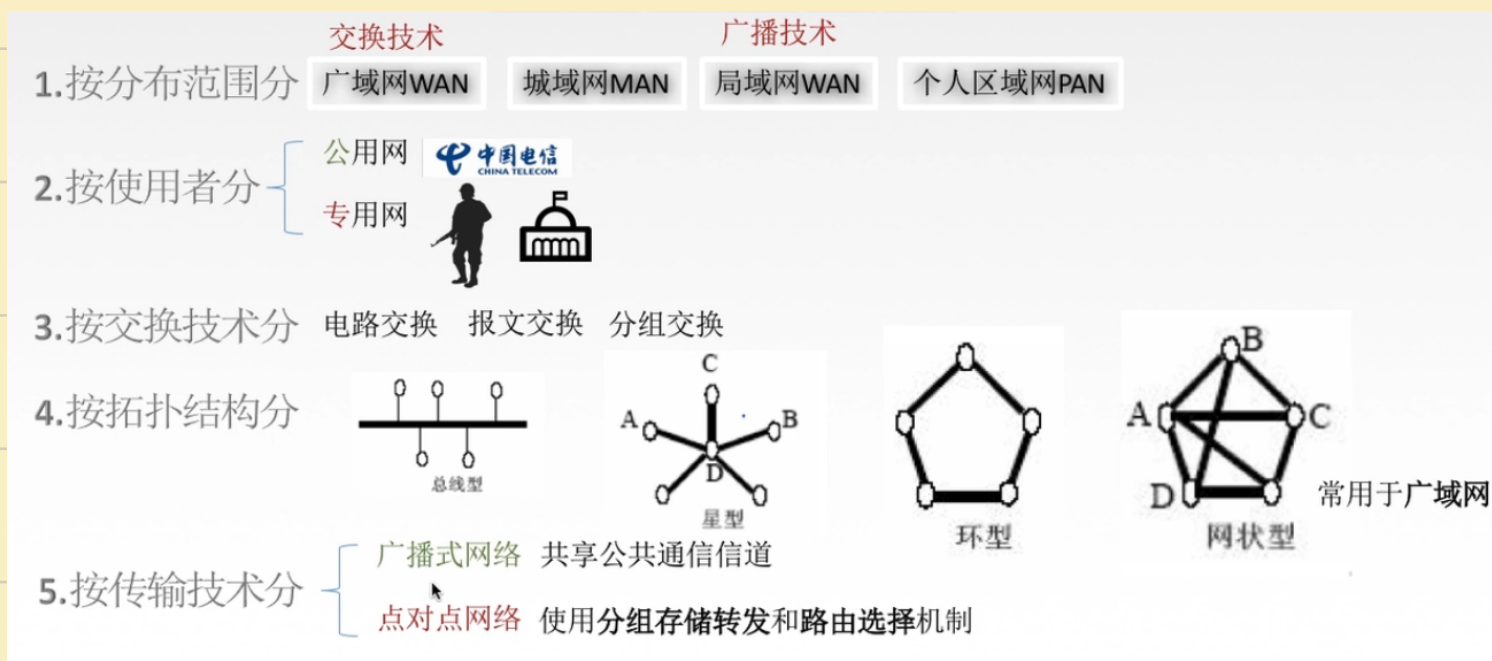 交换技术 广播技术
1.按分布范围分 广域网WAN 城域网MAN 局域网WAN 个人区域网PAN
公用网 中国电信
CHINA TELECOM
2.按使用者分
专用网
3.按交换技术分 电路交换 报文交换 分组交换
4.按拓扑结构分
总线型
C
A B
D
星型
环型
B
A C
D
网状型
常用于广域网
广播式网络 共享公共通信信道
5.按传输技术分
点对点网络 使用分组存储转发和路由选择机制